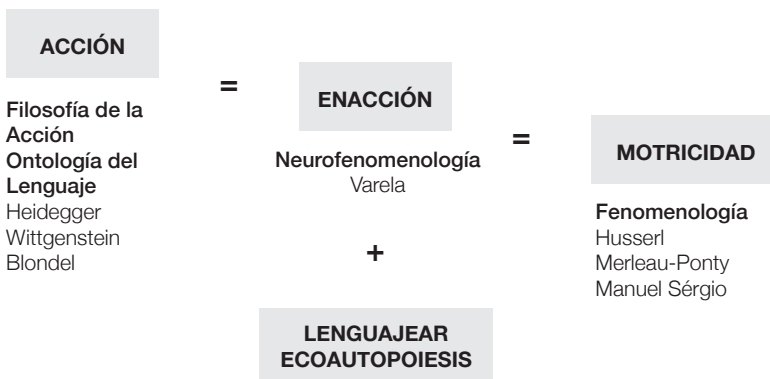 ACCIÓN
=
Filosofía de la
Acción
Ontología del
Lenguaje
Heidegger
Wittgenstein
Blondel
ENACCIÓN
=
Neurofenomenología
Varela
+
LENGUAJEAR
ECOAUTOPOIESIS
MOTRICIDAD
Fenomenología
Husserl
Merleau-Ponty
Manuel Sérgio